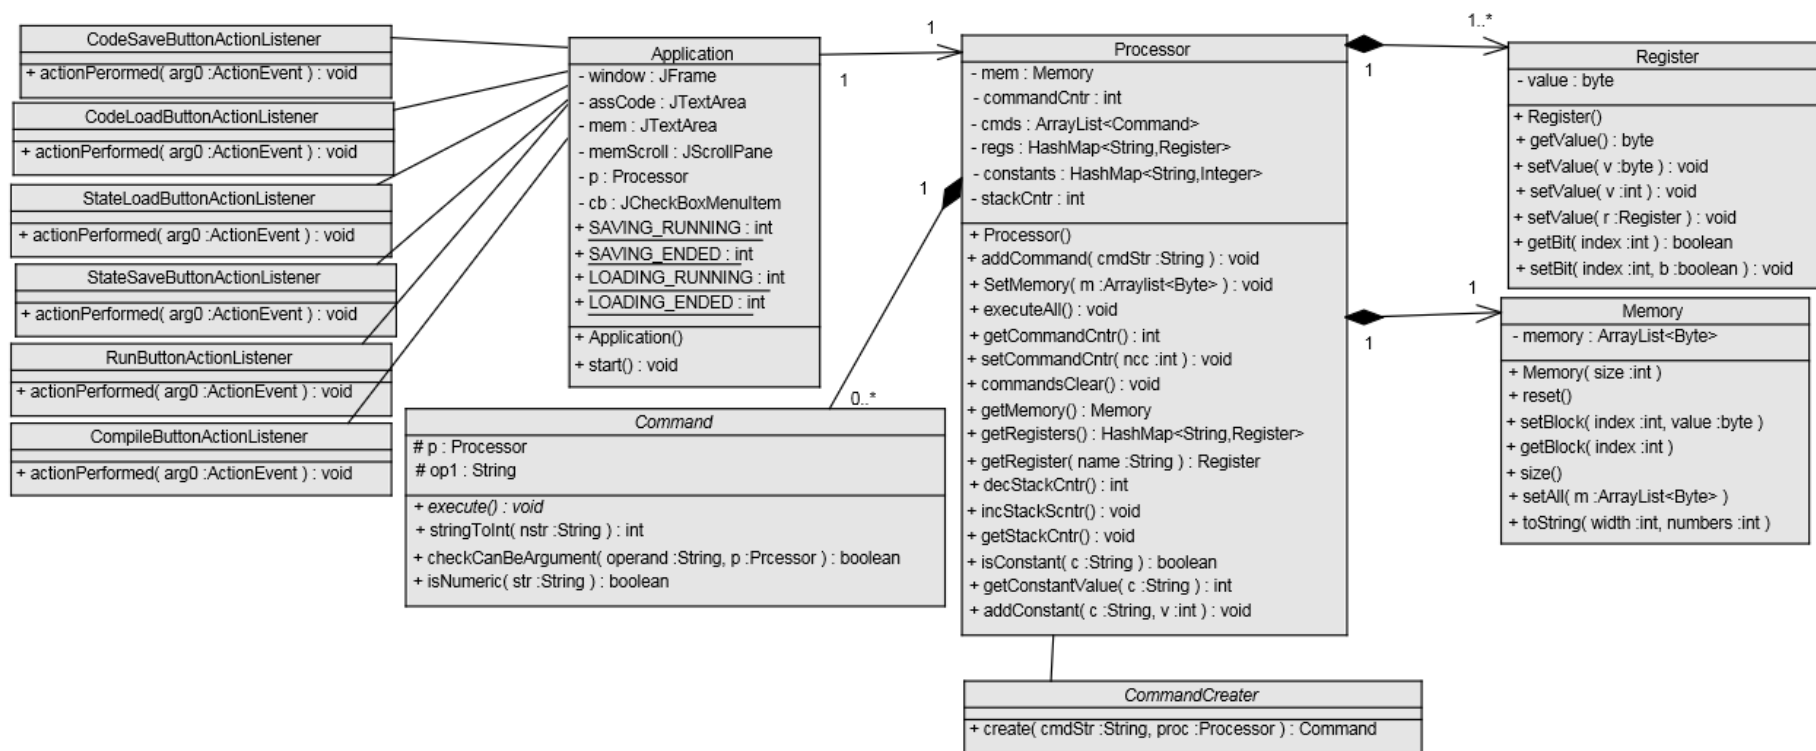 CodeSaveButtonActionListener
+ actionPerormed( arg0 :ActionEvent ) : void
CodeLoadButtonActionListener
+ actionPerformed( arg0 :ActionEvent ) : void
StateLoadButtonActionListener
+ actionPerformed( arg0 :ActionEvent ) : void
StateSaveButtonActionListener
+ actionPerformed( arg0 :ActionEvent ) : void
RunButtonActionListener
+ actionPerformed( arg0 :ActionEvent ) : void
CompileButtonActionListener
+ actionPerformed( arg0 :ActionEvent ) : void
Application
- window : JFrame
- assCode : JTextArea
- mem : JTextArea
- memScroll : JScrollPane
- p : Processor
- cb : JCheckBoxMenuItem
+ SAVING_RUNNING : int
+ SAVING_ENDED : int
+ LOADING_RUNNING : int
+ LOADING_ENDED : int
+ Application()
+ start() : void
1
1
1
0..*
Command
# p : Processor
# op1 : String
+ execute() : void
+ stringToInt( nstr :String ) : int
+ checkCanBeArgument( operand :String, p :Prcessor ) : boolean
+ isNumeric( str :String ) : boolean
Processor
- mem : Memory
- commandCntr : int
- cmds : ArrayList<Command>
- regs : HashMap<String,Register>
- constants : HashMap<String,Integer>
- stackCntr : int
+ Processor()
+ addCommand( cmdStr :String ) : void
+ SetMemory( m :Arraylist<Byte> ) : void
+ executeAll() : void
+ getCommandCntr() : int
+ setCommandCntr( ncc :int ) : void
+ commandsClear() : void
+ getMemory() : Memory
+ getRegisters() : HashMap<String,Register>
+ getRegister( name :String ) : Register
+ decStackCntr() : int
+ incStackScntr() : void
+ getStackCntr() : void
+ isConstant( c :String ) : boolean
+ getConstantValue( c :String ) : int
+ addConstant( c :String, v :int ) : void
CommandCreater
+ create( cmdStr :String, proc :Processor ) : Command
1..*
1
Register
- value : byte
+ Register()
+ getValue() : byte
+ setValue( v :byte ) : void
+ setValue( v :int ) : void
+ setValue( r :Register ) : void
+ getBit( index :int ) : boolean
+ setBit( index :int, b :boolean ) : void
1
1
Memory
- memory : ArrayList<Byte>
+ Memory( size :int )
+ reset()
+ setBlock( index :int, value :byte )
+ getBlock( index :int )
+ size()
+ setAll( m :ArrayList<Byte> )
+ toString( width :int, numbers :int )